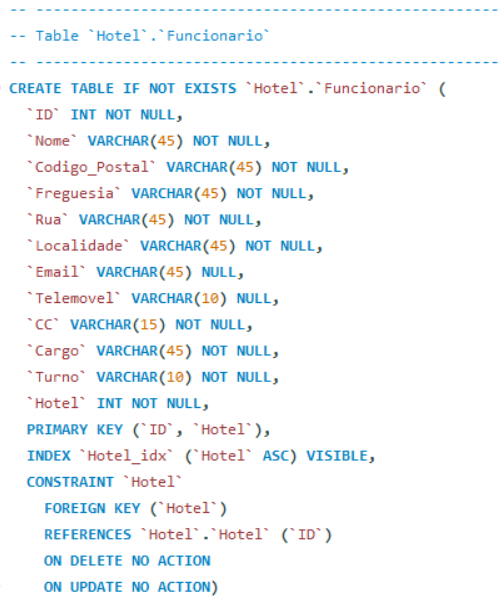 -- -----------------------------------------------------
-- Table `Hotel`.`Funcionario`
-- -----------------------------------------------------
CREATE TABLE IF NOT EXISTS `Hotel`.`Funcionario` (
`ID` INT NOT NULL,
`Nome` VARCHAR(45) NOT NULL,
`Codigo_Postal` VARCHAR(45) NOT NULL,
`Freguesia` VARCHAR(45) NOT NULL,
`Rua` VARCHAR(45) NOT NULL,
`Localidade` VARCHAR(45) NOT NULL,
`Email` VARCHAR(45) NULL,
`Telemovel` VARCHAR(10) NULL,
`CC` VARCHAR(15) NOT NULL,
`Cargo` VARCHAR(45) NOT NULL,
`Turno` VARCHAR(10) NOT NULL,
`Hotel` INT NOT NULL,
PRIMARY KEY (`ID`, `Hotel`),
INDEX `Hotel_idx` (`Hotel` ASC) VISIBLE,
CONSTRAINT `Hotel`
FOREIGN KEY (`Hotel`)
REFERENCES `Hotel`.`Hotel` (`ID`)
ON DELETE NO ACTION
ON UPDATE NO ACTION)